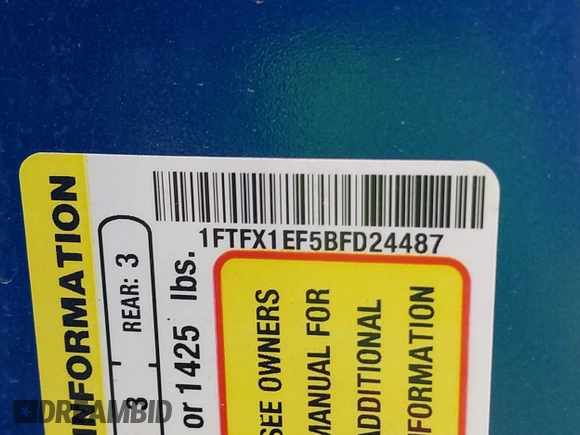 1FTFX1EF5BFD24487
INFORMATION
3 REAR: 3
or 1425 lbs.
SEE OWNERS
MANUAL FOR
ADDITIONAL
INFORMATION
DREAMBID